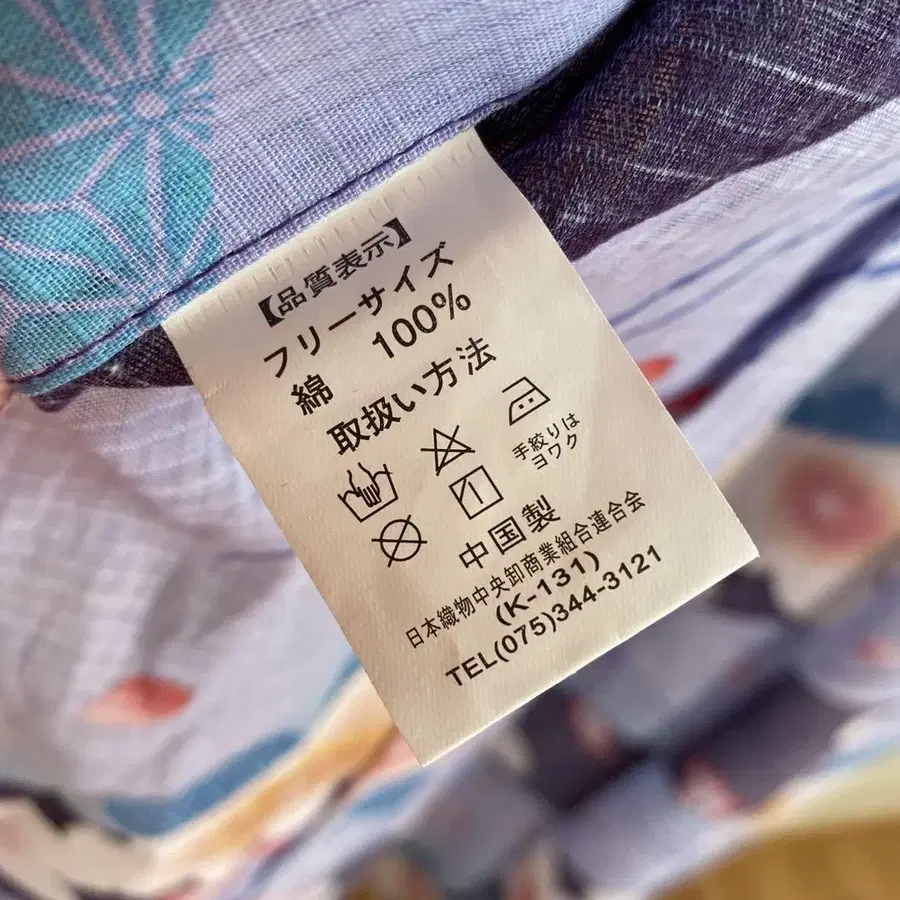 【品質表示】
フリーサイズ
綿 100%
取扱い方法
手絞りは
ヨワク
1
中国製
日本織物中央卸商業組合連合会
(K-131)
TEL(075)344-3121